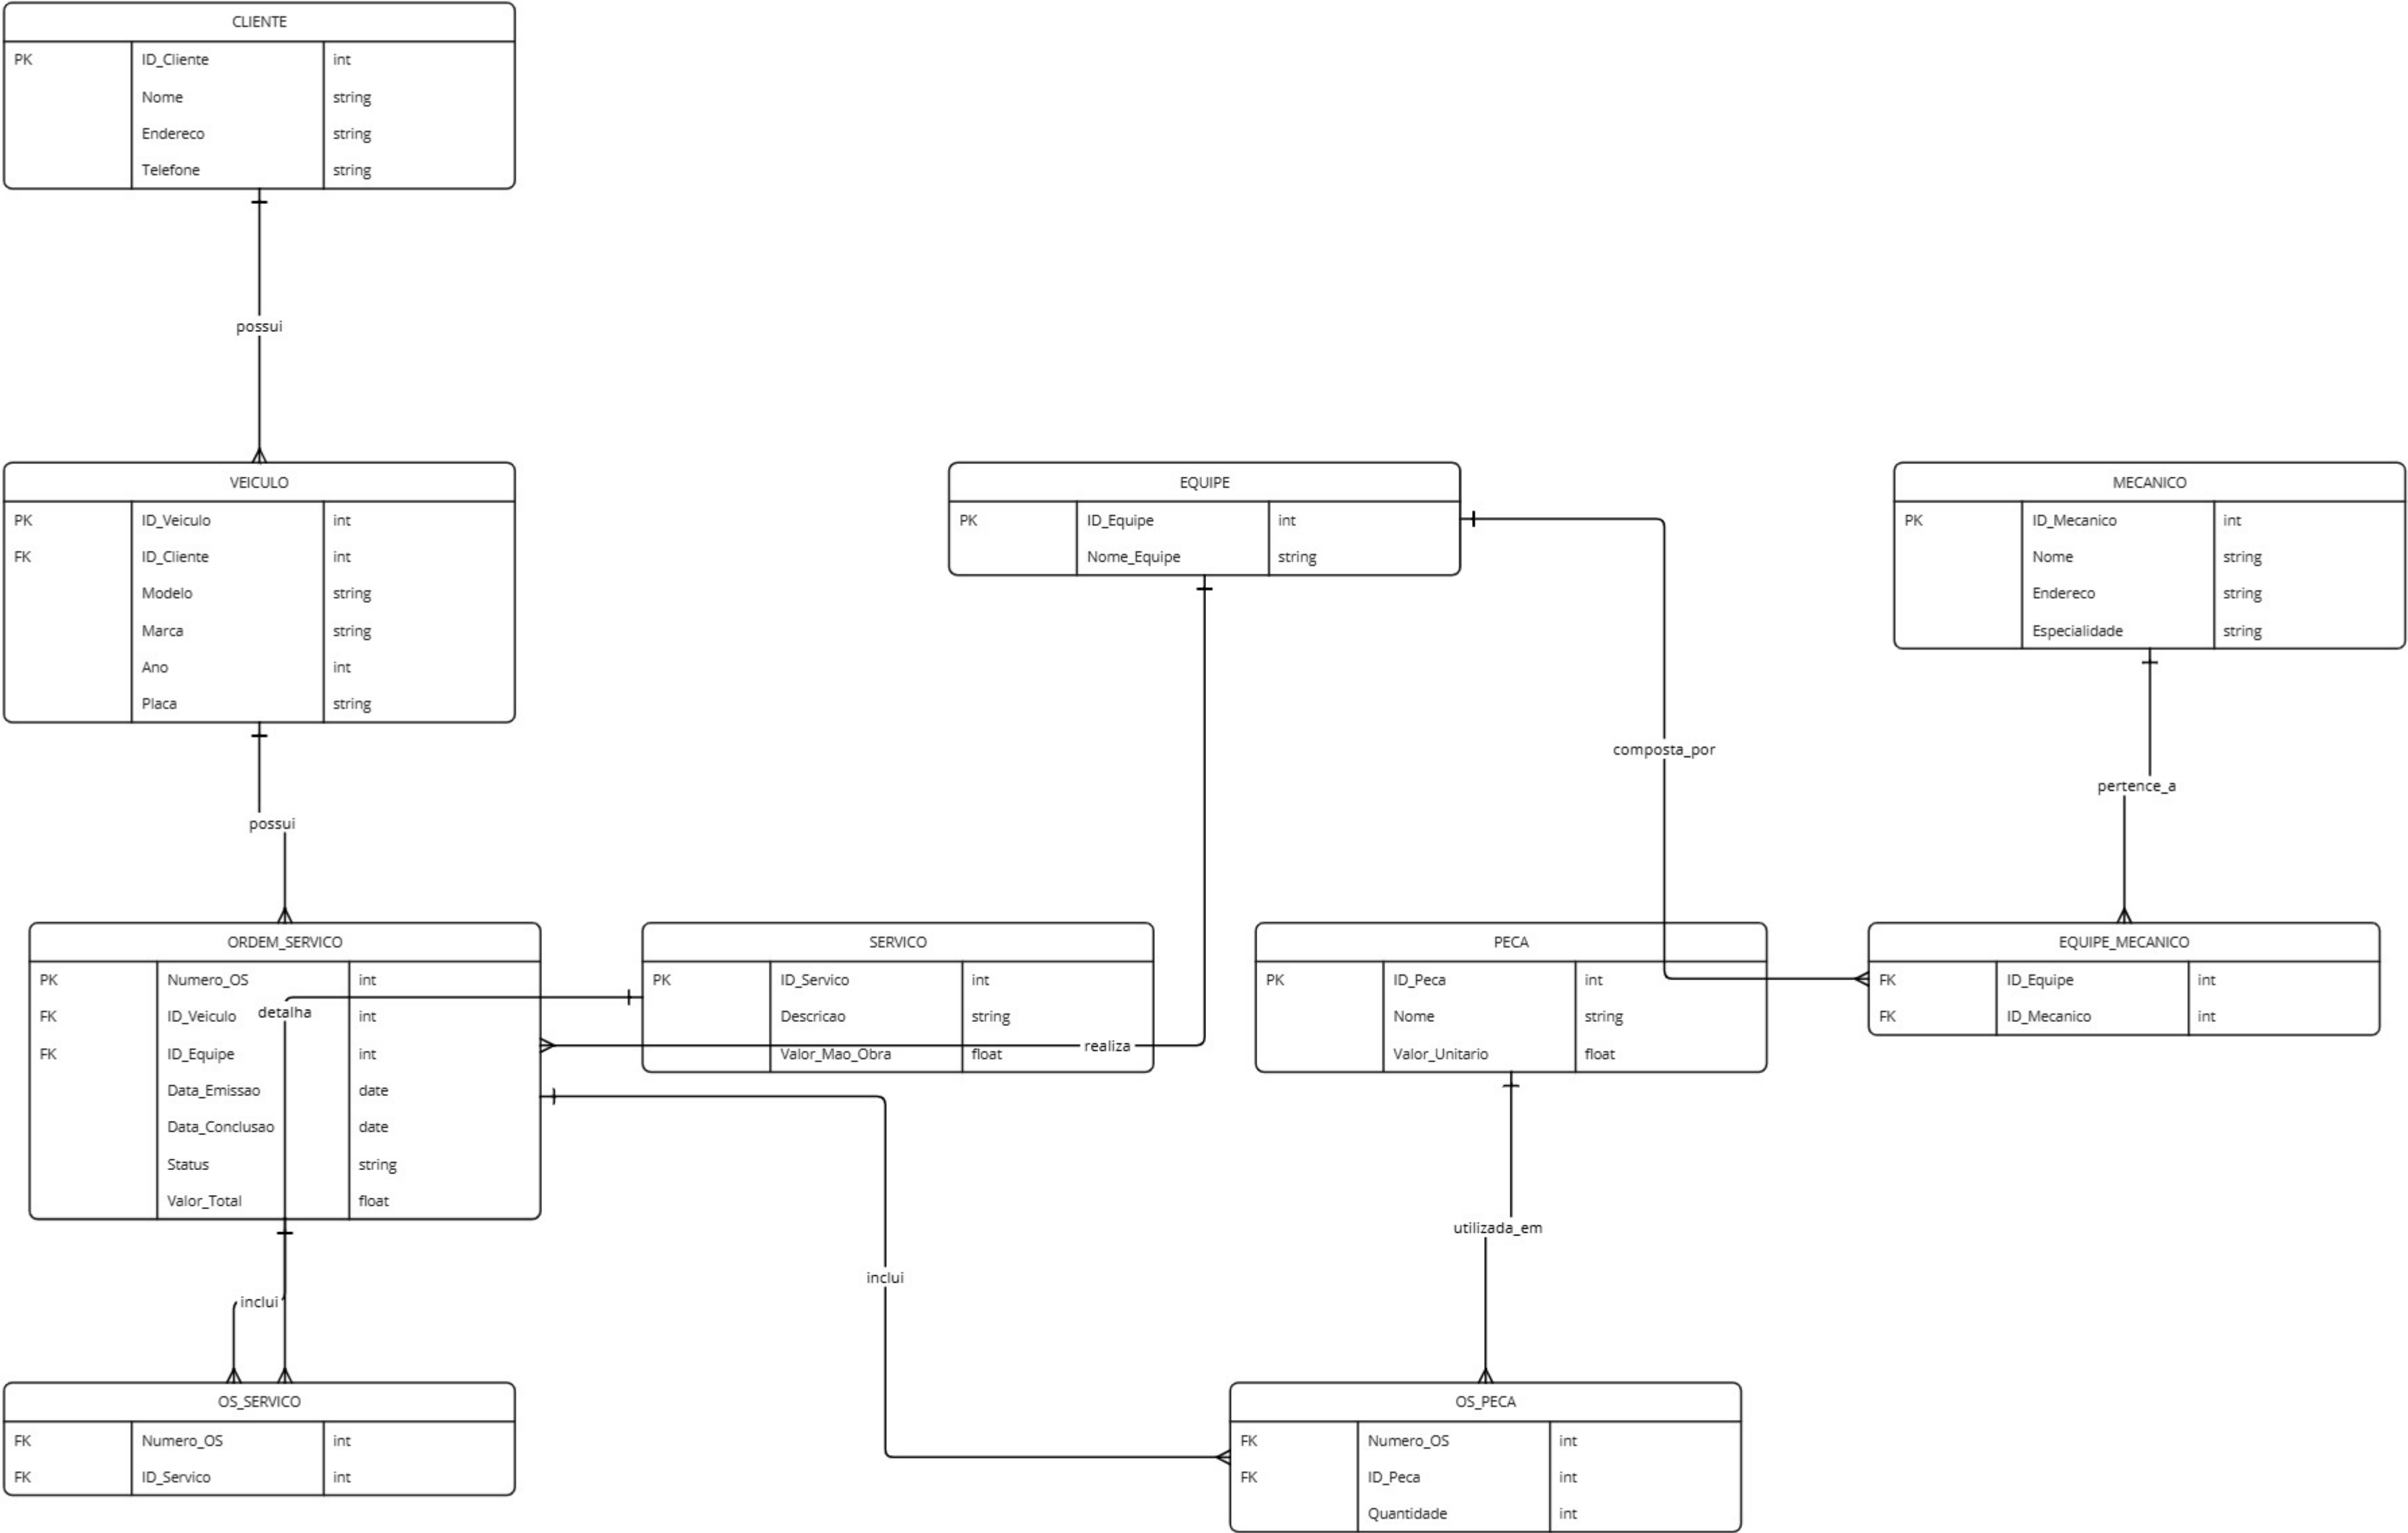 CLIENTE
PK ID_Cliente int
Nome string
Endereco string
Telefone string
possui
VEICULO
PK ID_Veiculo int
FK ID_Cliente int
Modelo string
Marca string
Ano int
Placa string
EQUIPE
PK ID_Equipe int
Nome_Equipe string
MECANICO
PK ID_Mecanico int
Nome string
Endereco string
Especialidade string
composta_por
pertence_a
possui
ORDEM_SERVICO
PK Numero_OS int
FK ID_Veiculo int
FK ID_Equipe int
Data_Emissao date
Data_Conclusao date
Status string
Valor_Total float
detalha
SERVICO
PK ID_Servico int
Descricao string
Valor_Mao_Obra float
realiza
PECA
PK ID_Peca int
Nome string
Valor_Unitario float
EQUIPE_MECANICO
FK ID_Equipe int
FK ID_Mecanico int
utilizada_em
inclui
inclui
OS_SERVICO
FK Numero_OS int
FK ID_Servico int
OS_PECA
FK Numero_OS int
FK ID_Peca int
Quantidade int